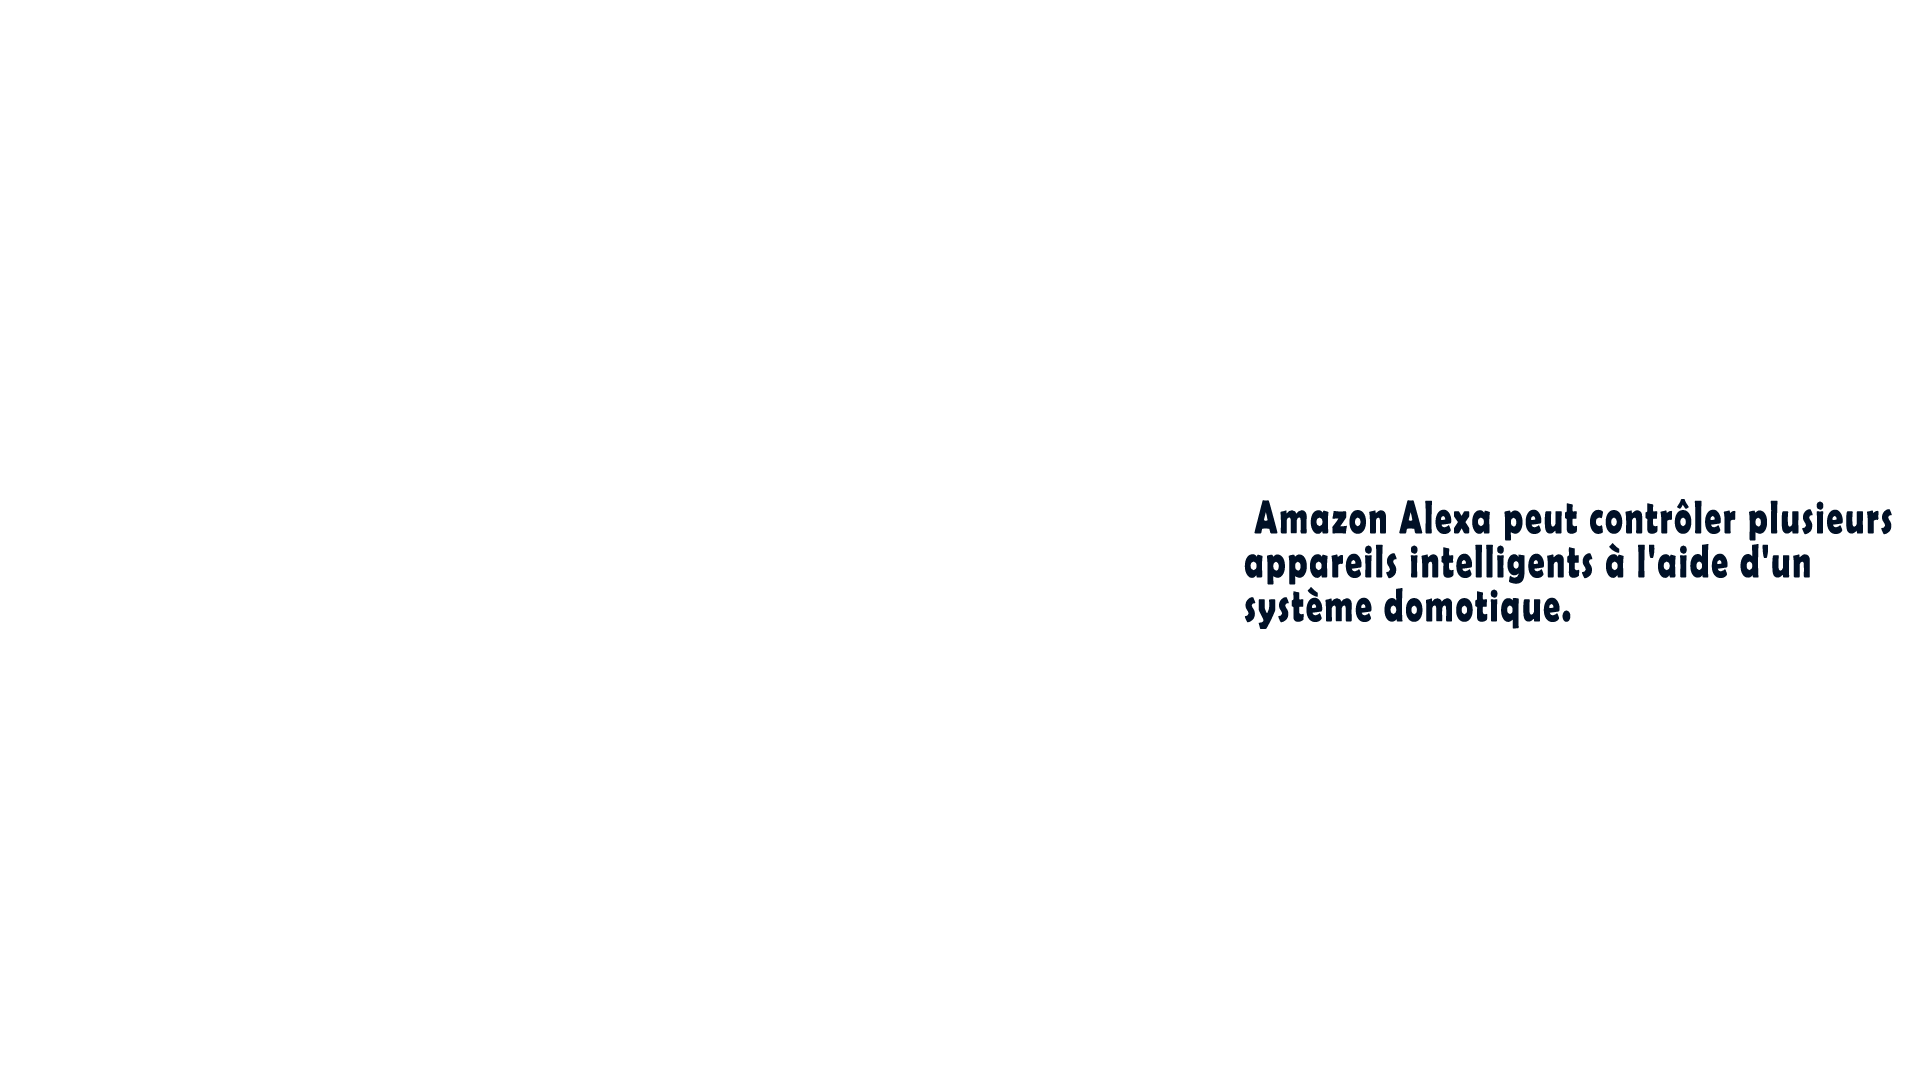 Amazon Alexa peut contrôler plusieurs
appareils intelligents à l'aide d'un
système domotique.